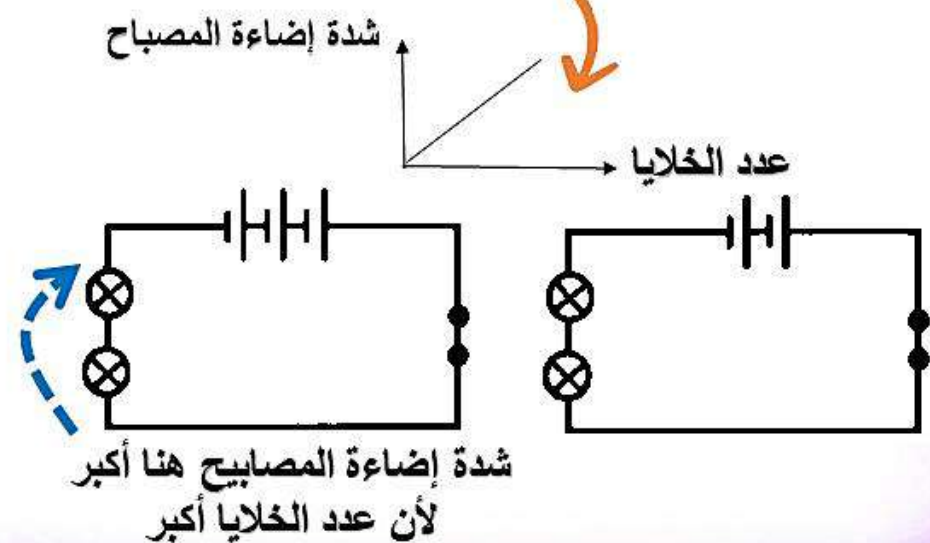 شدة إضاءة المصباح
عدد الخلايا
شدة إضاءة المصابيح هنا أكبر
لأن عدد الخلايا أكبر